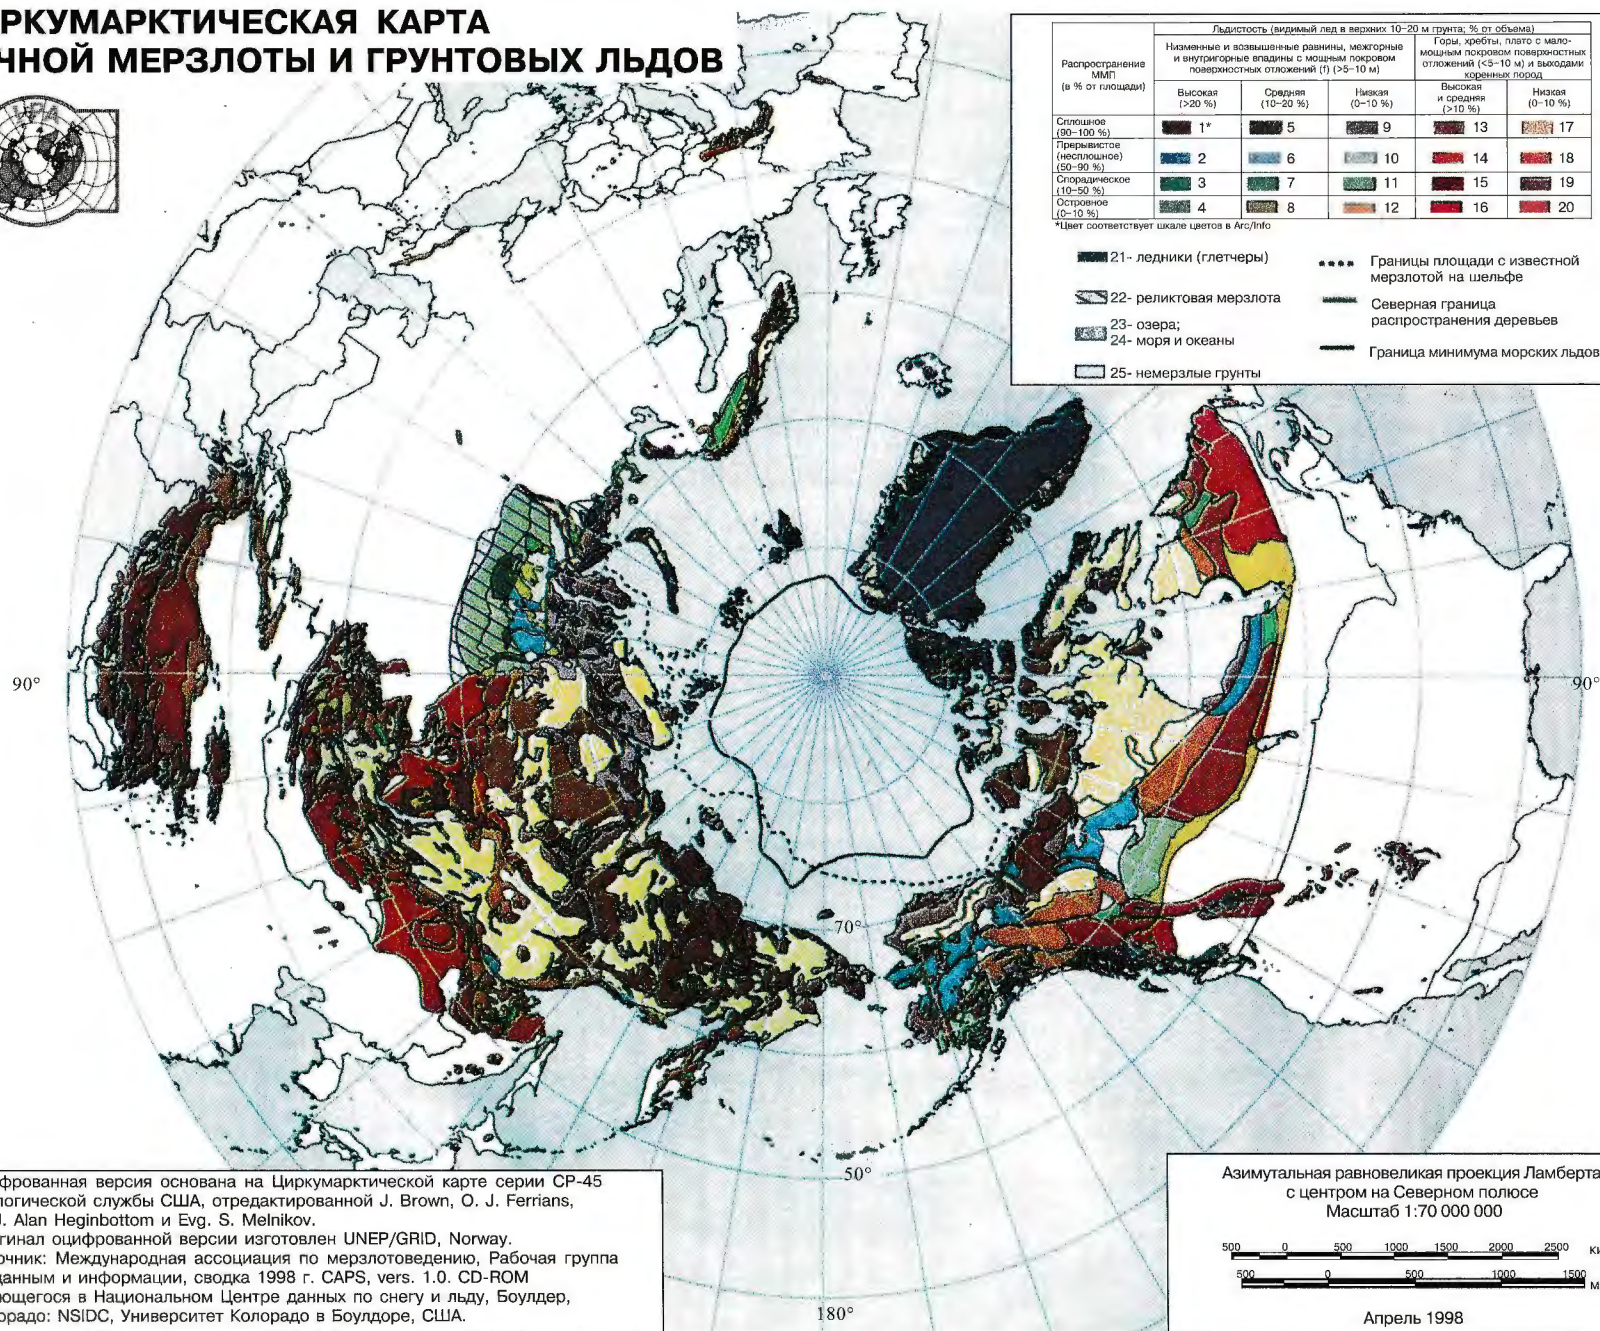 РКУМАРКТИЧЕСКАЯ КАРТА
ЧНОЙ МЕРЗЛОТЫ И ГРУНТОВЫХ ЛЬДОВ
IPA
Распространение
ММП
(в % от площади)
Льдистость (видимый лед в верхних 10–20 м грунта; % от объема)
Низменные и возвышенные равнины, межгорные
и внутригорные впадины с мощным покровом
поверхностных отложений (f) (>5–10 м)
Горы, хребты, плато с мало-
мощным покровом поверхностных
отложений (<5–10 м) и выходами
коренных пород
Высокая
(>20 %)
Средняя
(10–20 %)
Низкая
(0–10 %)
Высокая
и средняя
(>10 %)
Низкая
(0–10 %)
Сплошное
(90–100 %)
1* 5 9 13 17
Прерывистое
(несплошное)
(50–90 %)
2 6 10 14 18
Спорадическое
(10–50 %)
3 7 11 15 19
Островное
(0–10 %)
4 8 12 16 20
*Цвет соответствует шкале цветов в Arc/Info
21- ледники (глетчеры)
22- реликтовая мерзлота
23- озера;
24- моря и океаны
25- немерзлые грунты
Границы площади с известной
мерзлотой на шельфе
Северная граница
распространения деревьев
Граница минимума морских льдов
90°
90°
70°
50°
180°
фрованная версия основана на Циркумарктической карте серии CP-45
логической службы США, отредактированной J. Brown, O. J. Ferrians,
J. Alan Heginbottom и Evg. S. Melnikov.
гинал оцифрованной версии изготовлен UNEP/GRID, Norway.
очник: Международная ассоциация по мерзлотоведению, Рабочая группа
данным и информации, сводка 1998 г. CAPS, vers. 1.0. CD-ROM
ющегося в Национальном Центре данных по снегу и льду, Боулдер,
орадо: NSIDC, Университет Колорадо в Боулдоре, США.
Азимутальная равновеликая проекция Ламберта
с центром на Северном полюсе
Масштаб 1:70 000 000
500 0 500 1000 1500 2000 2500 ки
500 0 500 1000 1500 м
Апрель 1998